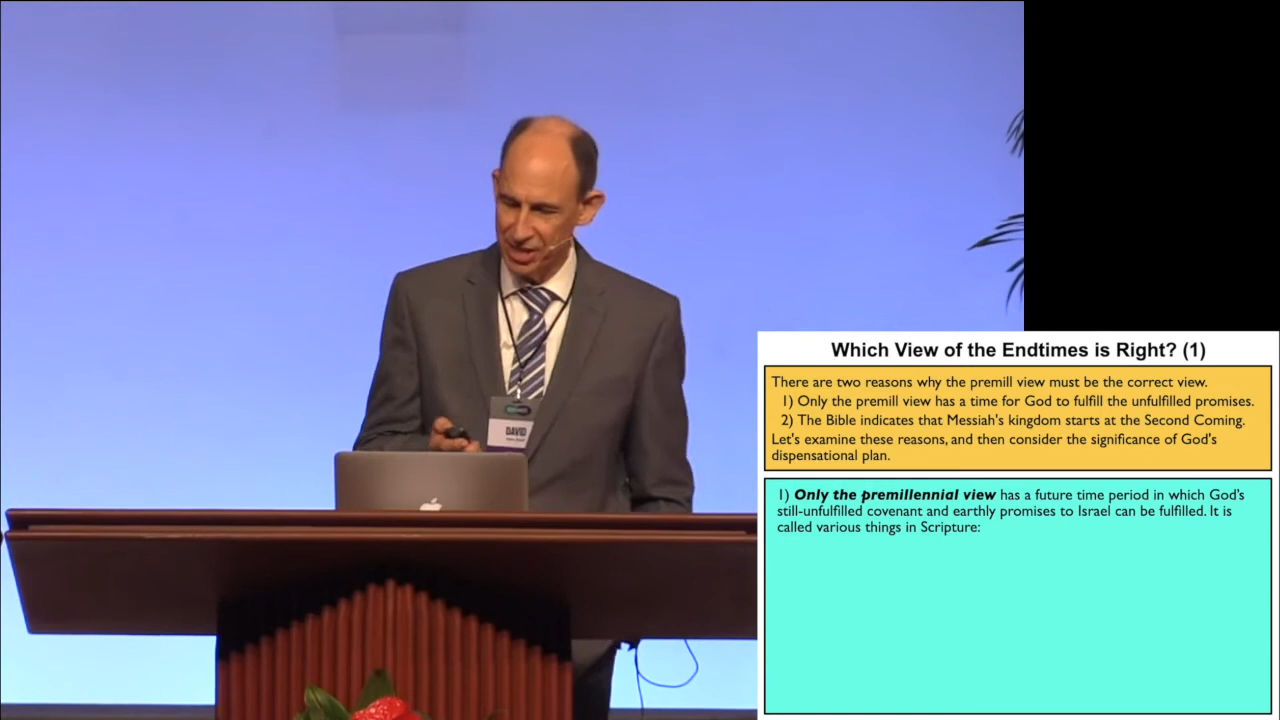 DAVID
Which View of the Endtimes is Right? (1)
There are two reasons why the premill view must be the correct view.
1) Only the premill view has a time for God to fulfill the unfulfilled promises.
2) The Bible indicates that Messiah's kingdom starts at the Second Coming.
Let's examine these reasons, and then consider the significance of God's
dispensational plan.
1) Only the premillennial view has a future time period in which God's
still-unfulfilled covenant and earthly promises to Israel can be fulfilled. It is
called various things in Scripture: